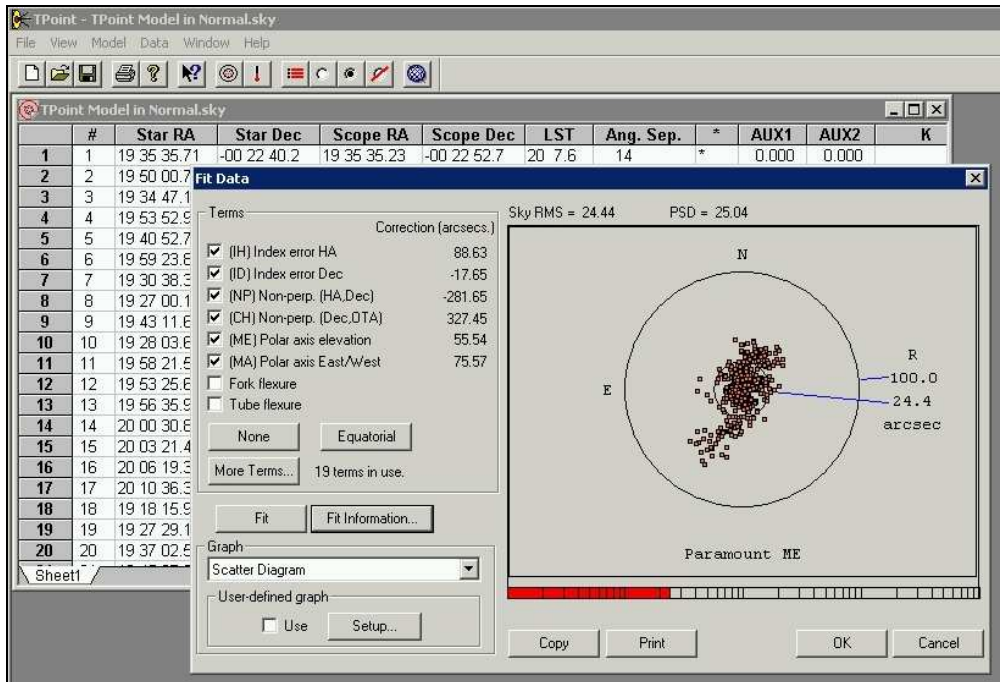 TPoint - TPoint Model in Normal.sky
File View Model Data Window Help
TPoint Model in Normal.sky
# Star RA Star Dec Scope RA Scope Dec LST Ang. Sep. * AUX1 AUX2 K
1 1 19 35 35.71 -00 22 40.2 19 35 35.23 -00 22 52.7 20 7.6 14 * 0.000 0.000
2 2 19 50 00.7
3 3 19 34 47.1
4 4 19 53 52.9
5 5 19 40 52.7
6 6 19 59 23.6
7 7 19 30 38.3
8 8 19 27 00.1
9 9 19 43 11.6
10 10 19 28 03.6
11 11 19 58 21.5
12 12 19 53 25.6
13 13 19 56 35.9
14 14 20 00 30.6
15 15 20 03 21.4
16 16 20 06 19.3
17 17 20 10 36.3
18 18 19 18 15.9
19 19 19 27 29.1
20 20 19 37 02.5
Sheet1
Fit Data
Terms
Correction (arcsecs.)
(IH) Index error HA 88.63
(ID) Index error Dec -17.65
(NP) Non-perp. (HA,Dec) -281.65
(CH) Non-perp. (Dec,OTA) 327.45
(ME) Polar axis elevation 55.54
(MA) Polar axis East/West 75.57
Fork flexure
Tube flexure
None Equatorial
More Terms... 19 terms in use.
Fit Fit Information...
Graph
Scatter Diagram
User-defined graph
Use Setup...
Sky RMS = 24.44 PSD = 25.04
N
E
R
100.0
24.4
arcsec
Paramount ME
Copy Print OK Cancel